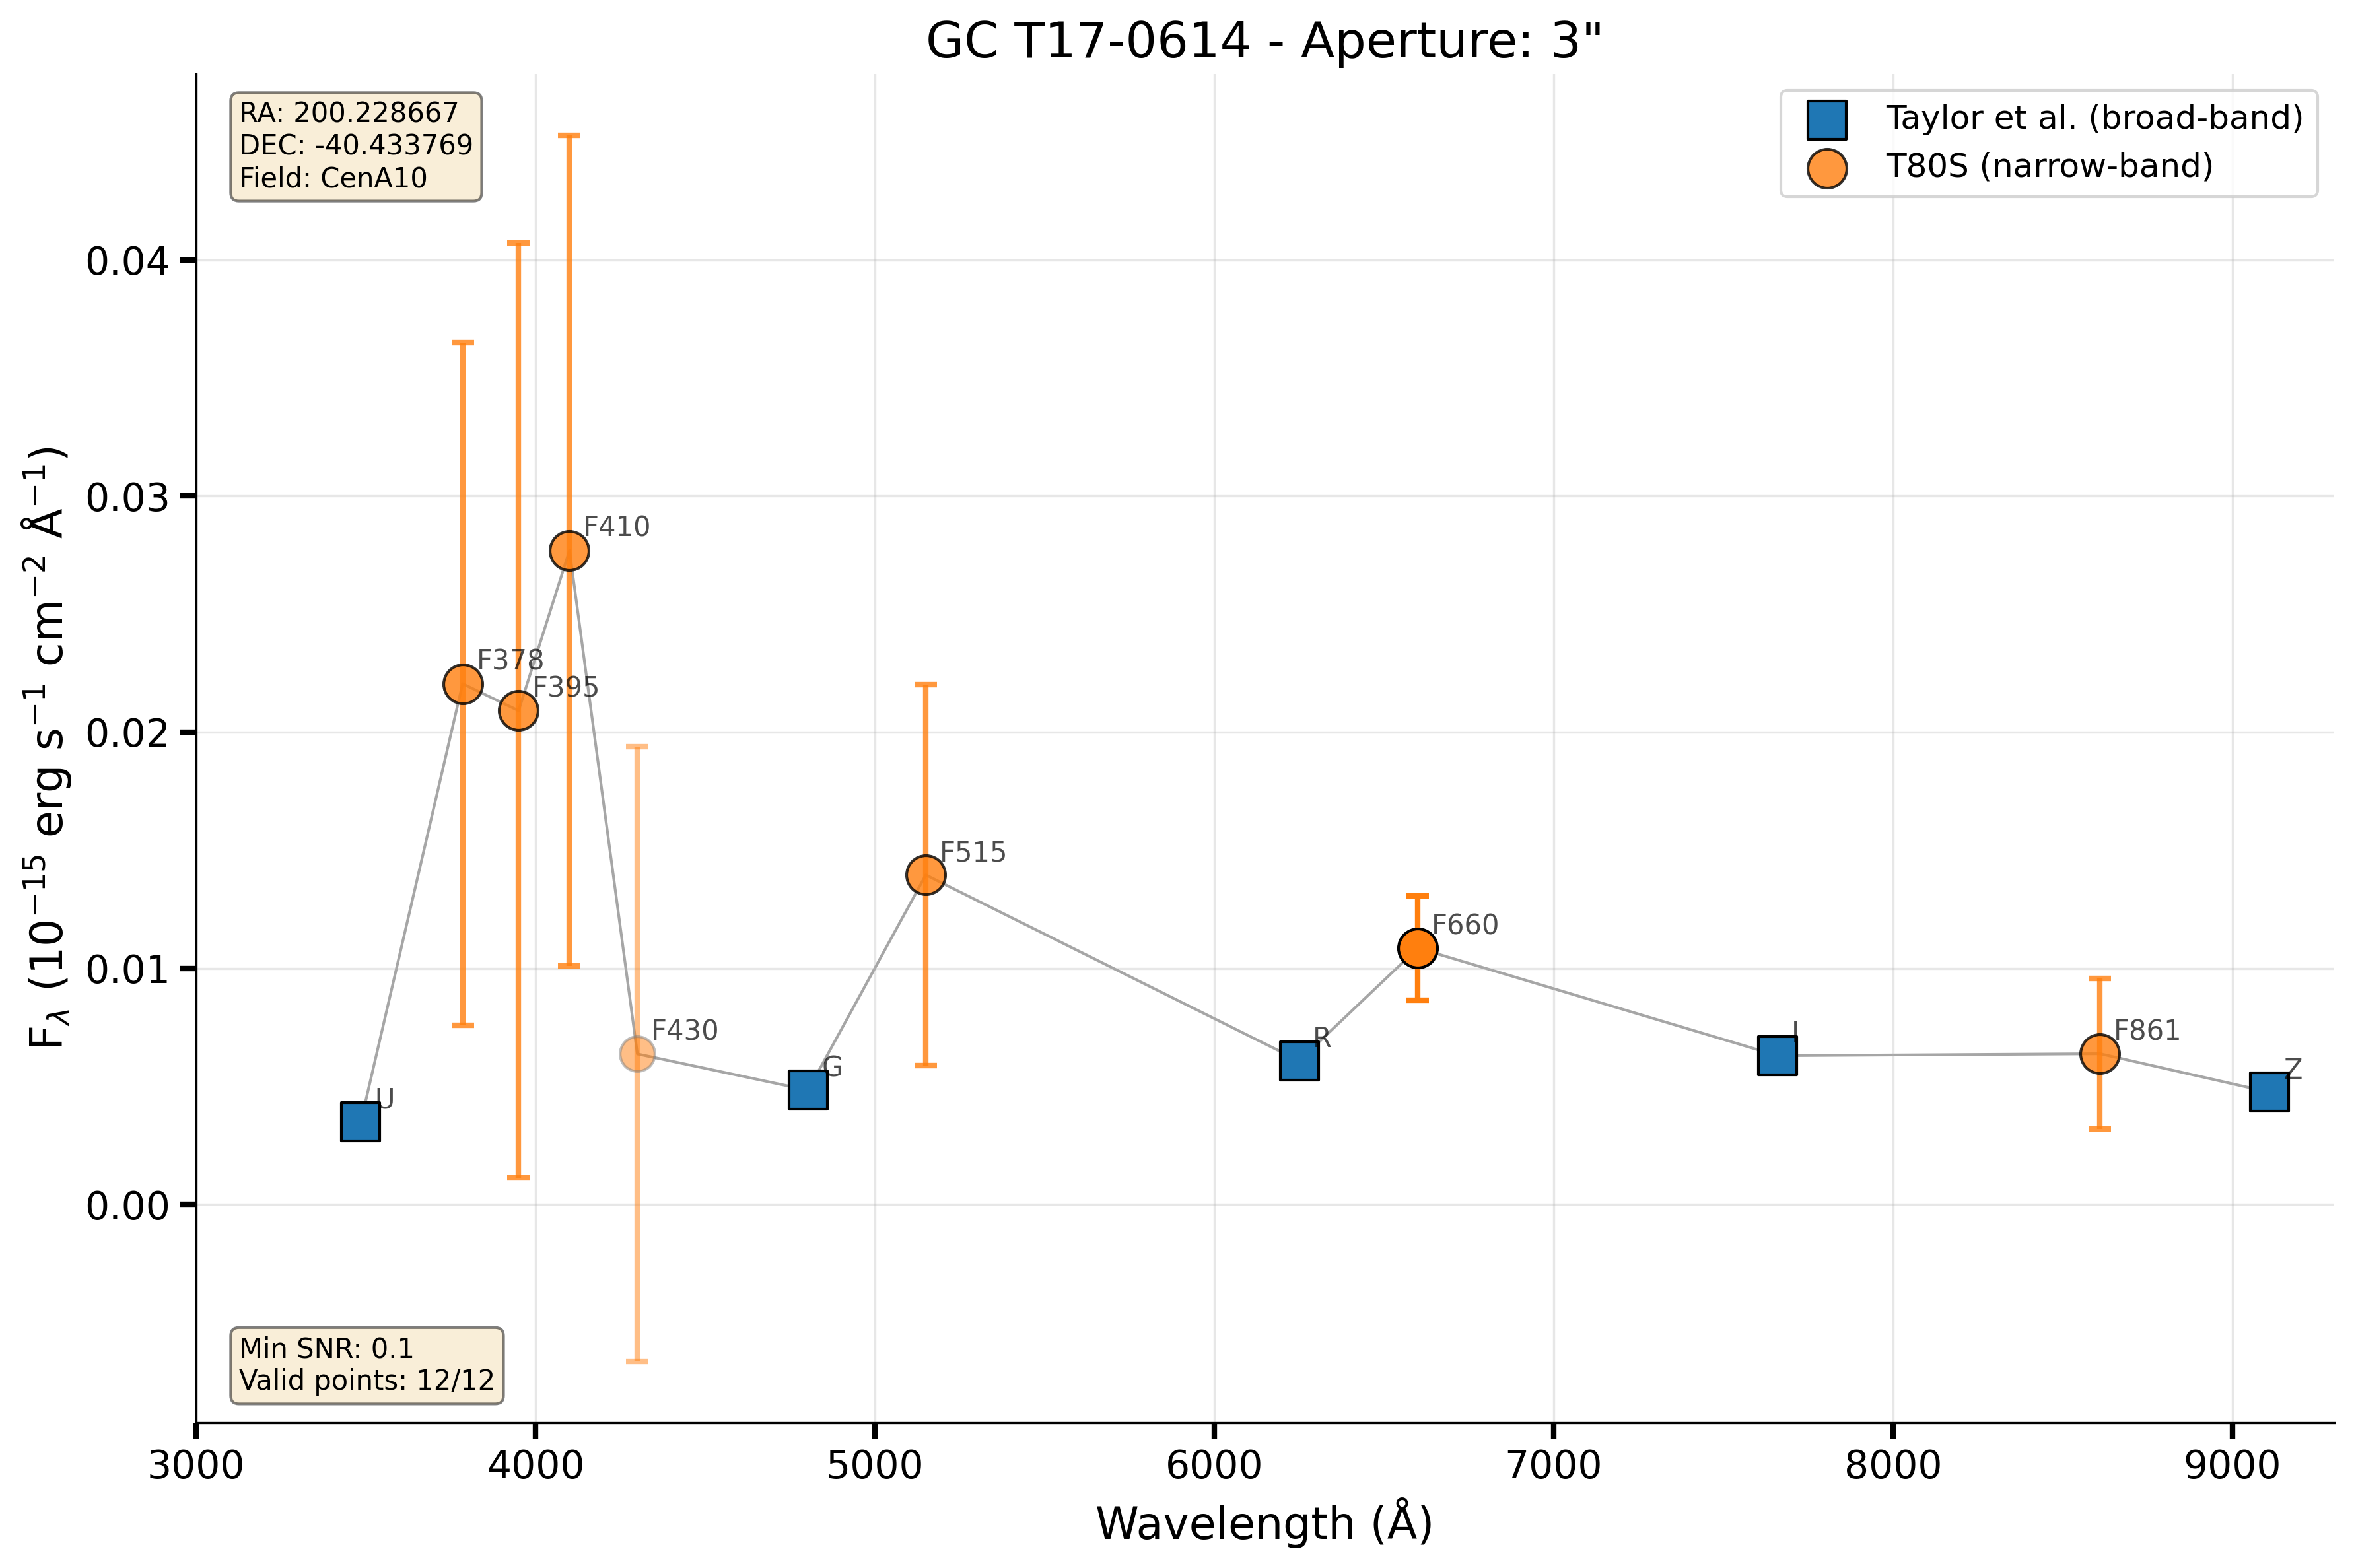 GC T17-0614 - Aperture: 3"
RA: 200.228667
DEC: -40.433769
Field: CenA10
Taylor et al. (broad-band)
T80S (narrow-band)
0.04
0.03
0.02
0.01
0.00
F$_{\lambda}$ (10⁻¹⁵ erg s⁻¹ cm⁻² Å⁻¹)
U
F378
F395
F410
F430
G
F515
R
F660
I
F861
Z
Min SNR: 0.1
Valid points: 12/12
3000
4000
5000
6000
7000
8000
9000
Wavelength (Å)